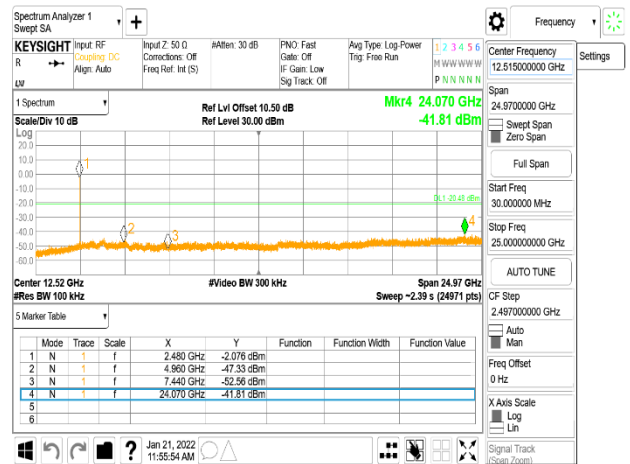 Spectrum Analyzer 1
Swept SA
Frequency
KEYSIGHT Input: RF Input Z: 50 Ω #Atten: 30 dB PNO: Fast Avg Type: Log-Power 1 2 3 4 5 6
R Coupling: DC Corrections: Off Gate: Off Trig: Free Run M W W W W W
Align: Auto Freq Ref: Int (S) IF Gain: Low
Sig Track: Off P N N N N N
1 Spectrum
Ref Lvl Offset 10.50 dB Mkr4 24.070 GHz
Scale/Div 10 dB Ref Level 30.00 dBm -41.81 dBm
Log
20.0
10.0
0.00
-10.0
-20.0
-30.0
-40.0
-50.0
-60.0
1
2
3
4
DL1 -20.48 dBm
Center 12.52 GHz #Video BW 300 kHz Span 24.97 GHz
#Res BW 100 kHz Sweep ~2.39 s (24971 pts)
5 Marker Table
Mode Trace Scale X Y Function Function Width Function Value
1 N 1 f 2.480 GHz -2.076 dBm
2 N 1 f 4.960 GHz -47.33 dBm
3 N 1 f 7.440 GHz -52.56 dBm
4 N 1 f 24.070 GHz -41.81 dBm
5
6
Jan 21, 2022
11:55:54 AM
Center Frequency
12.515000000 GHz
Settings
Span
24.9700000 GHz
Swept Span
Zero Span
Full Span
Start Freq
30.000000 MHz
Stop Freq
25.000000000 GHz
AUTO TUNE
CF Step
2.497000000 GHz
Auto
Man
Freq Offset
0 Hz
X Axis Scale
Log
Lin
Signal Track
(Span Zoom)